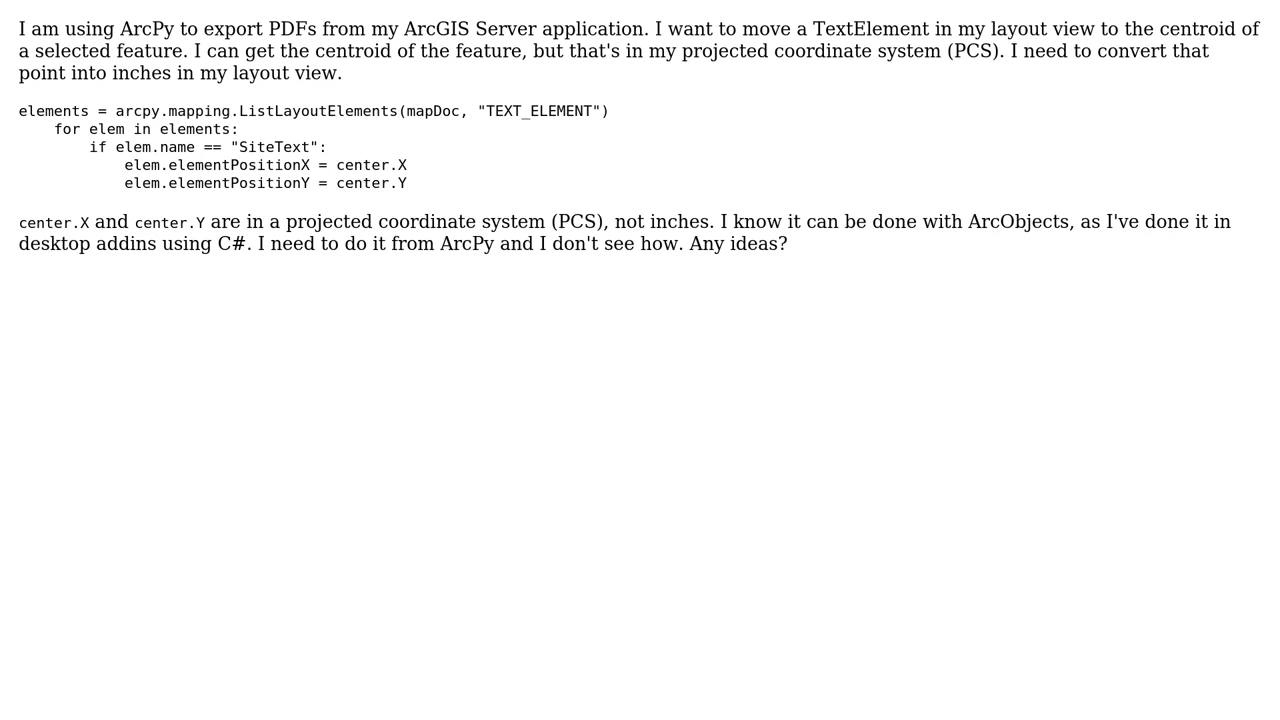 I am using ArcPy to export PDFs from my ArcGIS Server application. I want to move a TextElement in my layout view to the centroid of
a selected feature. I can get the centroid of the feature, but that's in my projected coordinate system (PCS). I need to convert that
point into inches in my layout view.
elements = arcpy.mapping.ListLayoutElements(mapDoc, "TEXT_ELEMENT")
    for elem in elements:
        if elem.name == "SiteText":
            elem.elementPositionX = center.X
            elem.elementPositionY = center.Y
center.X and center.Y are in a projected coordinate system (PCS), not inches. I know it can be done with ArcObjects, as I've done it in
desktop addins using C#. I need to do it from ArcPy and I don't see how. Any ideas?